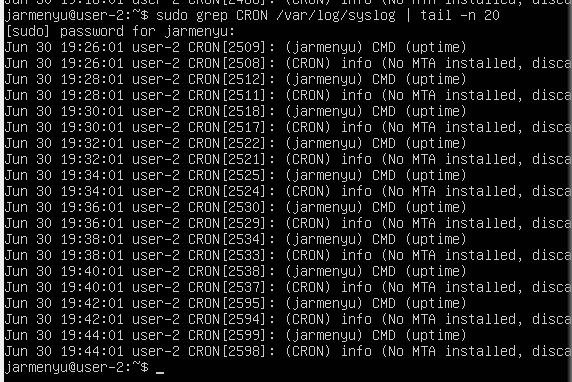 jarmenyu@user-2:~$ sudo grep CRON /var/log/syslog | tail -n 20
[sudo] password for jarmenyu:
Jun 30 19:26:01 user-2 CRON[2509]: (jarmenyu) CMD (uptime)
Jun 30 19:26:01 user-2 CRON[2508]: (CRON) info (No MTA installed, disca
Jun 30 19:28:01 user-2 CRON[2512]: (jarmenyu) CMD (uptime)
Jun 30 19:28:01 user-2 CRON[2511]: (CRON) info (No MTA installed, disca
Jun 30 19:30:01 user-2 CRON[2518]: (jarmenyu) CMD (uptime)
Jun 30 19:30:01 user-2 CRON[2517]: (CRON) info (No MTA installed, disca
Jun 30 19:32:01 user-2 CRON[2522]: (jarmenyu) CMD (uptime)
Jun 30 19:32:01 user-2 CRON[2521]: (CRON) info (No MTA installed, disca
Jun 30 19:34:01 user-2 CRON[2525]: (jarmenyu) CMD (uptime)
Jun 30 19:34:01 user-2 CRON[2524]: (CRON) info (No MTA installed, disca
Jun 30 19:36:01 user-2 CRON[2530]: (jarmenyu) CMD (uptime)
Jun 30 19:36:01 user-2 CRON[2529]: (CRON) info (No MTA installed, disca
Jun 30 19:38:01 user-2 CRON[2534]: (jarmenyu) CMD (uptime)
Jun 30 19:38:01 user-2 CRON[2533]: (CRON) info (No MTA installed, disca
Jun 30 19:40:01 user-2 CRON[2538]: (jarmenyu) CMD (uptime)
Jun 30 19:40:01 user-2 CRON[2537]: (CRON) info (No MTA installed, disca
Jun 30 19:42:01 user-2 CRON[2595]: (jarmenyu) CMD (uptime)
Jun 30 19:42:01 user-2 CRON[2594]: (CRON) info (No MTA installed, disca
Jun 30 19:44:01 user-2 CRON[2599]: (jarmenyu) CMD (uptime)
Jun 30 19:44:01 user-2 CRON[2598]: (CRON) info (No MTA installed, disca
jarmenyu@user-2:~$ _